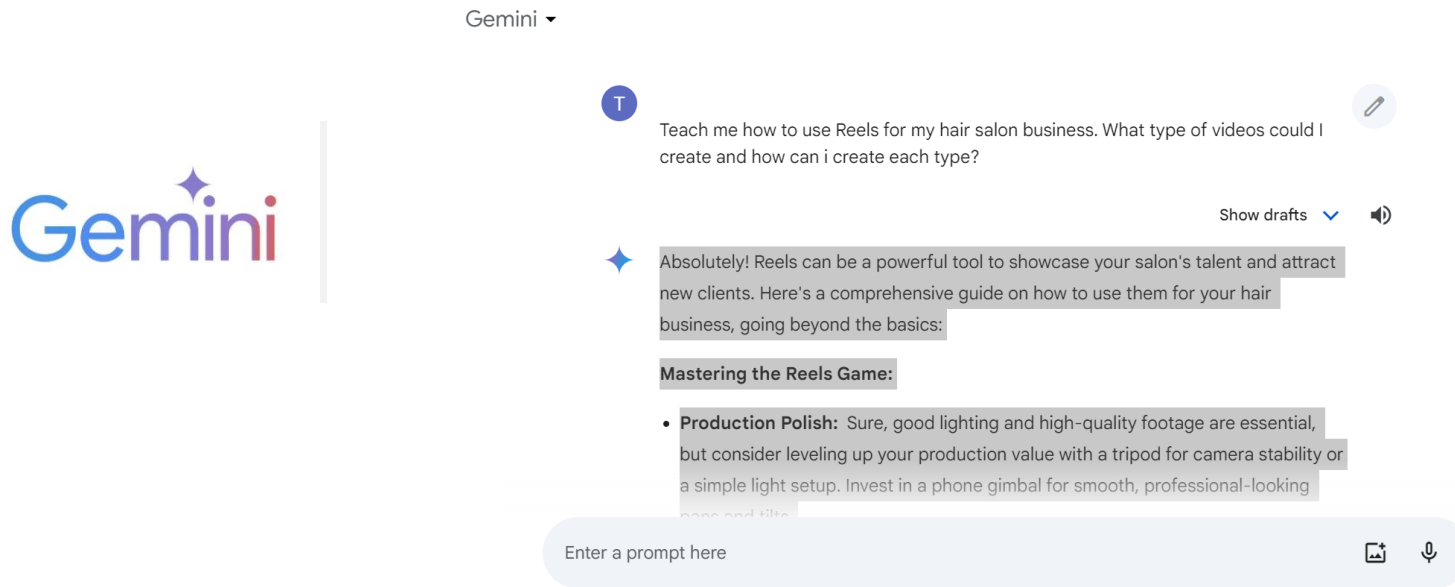 Gemini
Gemini
T
Teach me how to use Reels for my hair salon business. What type of videos could I
create and how can i create each type?
Show drafts
Absolutely! Reels can be a powerful tool to showcase your salon's talent and attract
new clients. Here's a comprehensive guide on how to use them for your hair
business, going beyond the basics:
Mastering the Reels Game:
• Production Polish: Sure, good lighting and high-quality footage are essential,
but consider leveling up your production value with a tripod for camera stability or
a simple light setup. Invest in a phone gimbal for smooth, professional-looking
pans and tilts.
Enter a prompt here